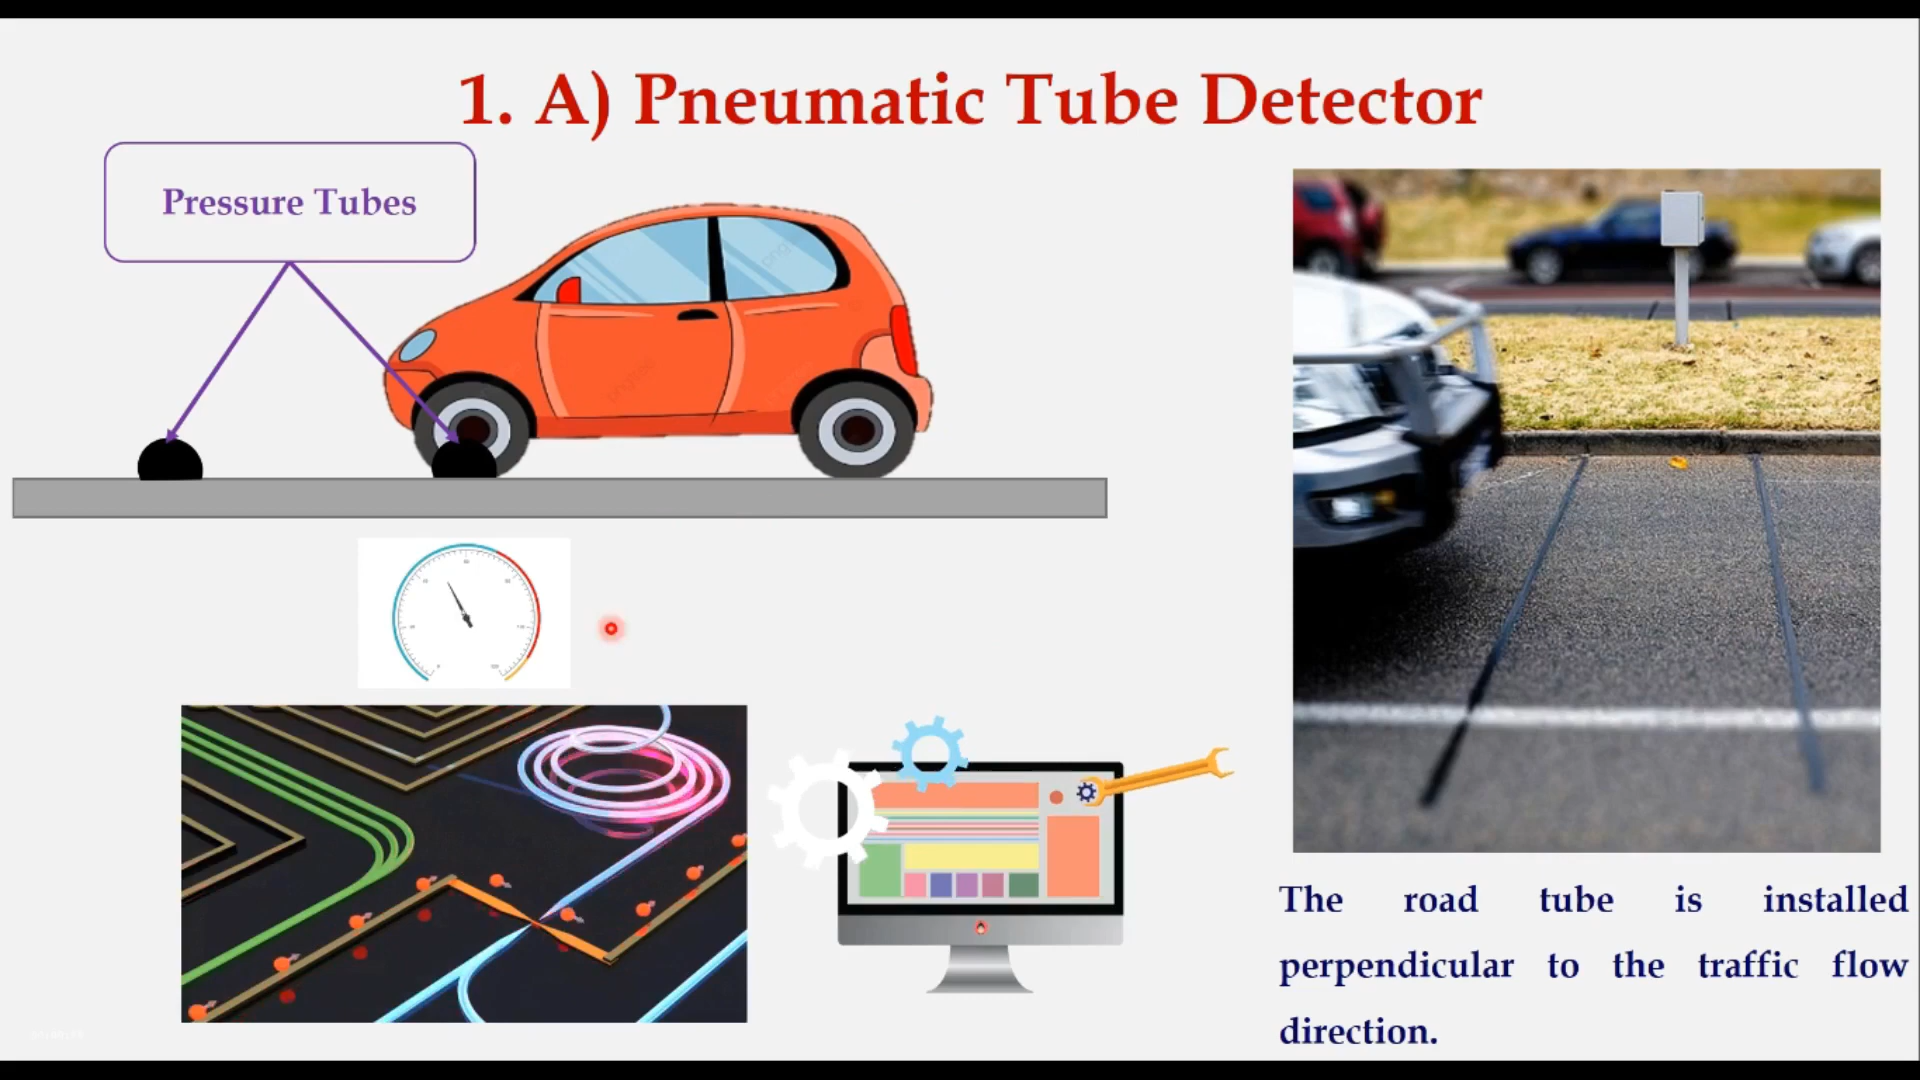 1. A) Pneumatic Tube Detector
Pressure Tubes
The road tube is installed
perpendicular to the traffic flow
direction.